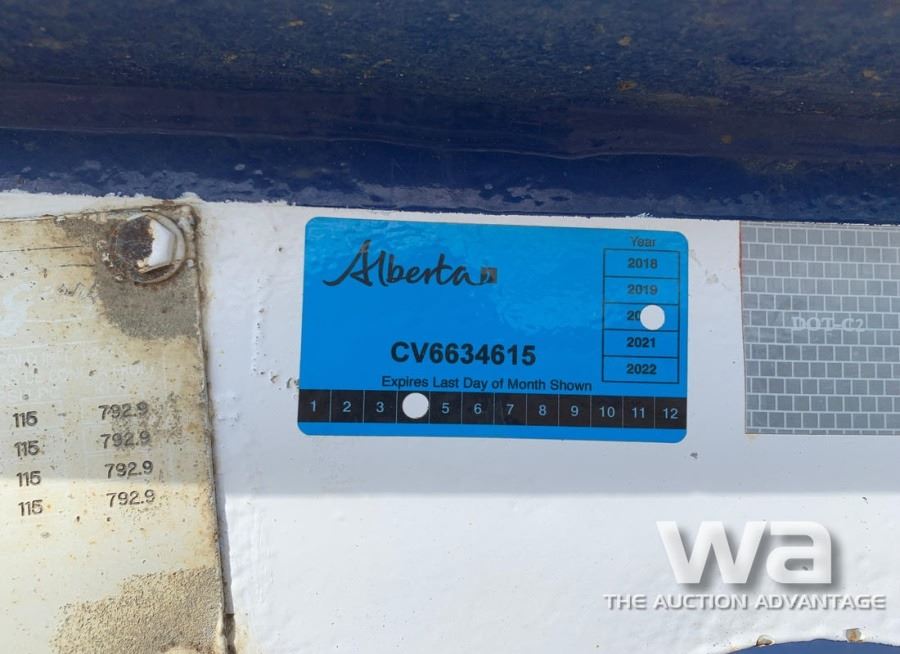 Alberta
Year
2018
2019
2021
2022
CV6634615
Expires Last Day of Month Shown
1 2 3 5 6 7 8 9 10 11 12
DOT-C2
115 792.9
115 792.9
115 792.9
115 792.9
wa
THE AUCTION ADVANTAGE